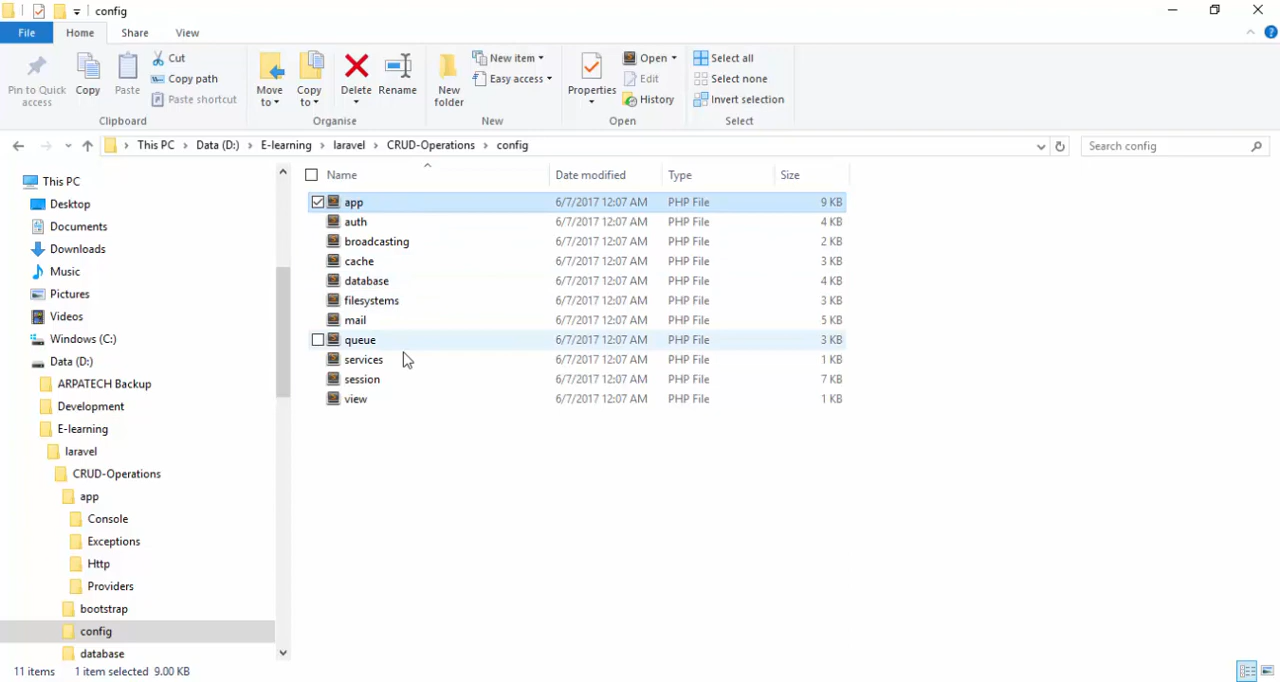 config
File Home Share View
Pin to Quick access
Copy
Paste
Cut
Copy path
Paste shortcut
Clipboard
Move to
Copy to
Delete
Rename
Organise
New folder
New item
Easy access
New
Properties
Open
Edit
History
Open
Select all
Select none
Invert selection
Select
This PC Data (D:) E-learning laravel CRUD-Operations config
Search config
This PC
Desktop
Documents
Downloads
Music
Pictures
Videos
Windows (C:)
Data (D:)
ARPATECH Backup
Development
E-learning
laravel
CRUD-Operations
app
Console
Exceptions
Http
Providers
bootstrap
config
database
Name Date modified Type Size
app 6/7/2017 12:07 AM PHP File 9 KB
auth 6/7/2017 12:07 AM PHP File 4 KB
broadcasting 6/7/2017 12:07 AM PHP File 2 KB
cache 6/7/2017 12:07 AM PHP File 3 KB
database 6/7/2017 12:07 AM PHP File 4 KB
filesystems 6/7/2017 12:07 AM PHP File 3 KB
mail 6/7/2017 12:07 AM PHP File 5 KB
queue 6/7/2017 12:07 AM PHP File 3 KB
services 6/7/2017 12:07 AM PHP File 1 KB
session 6/7/2017 12:07 AM PHP File 7 KB
view 6/7/2017 12:07 AM PHP File 1 KB
11 items 1 item selected 9.00 KB